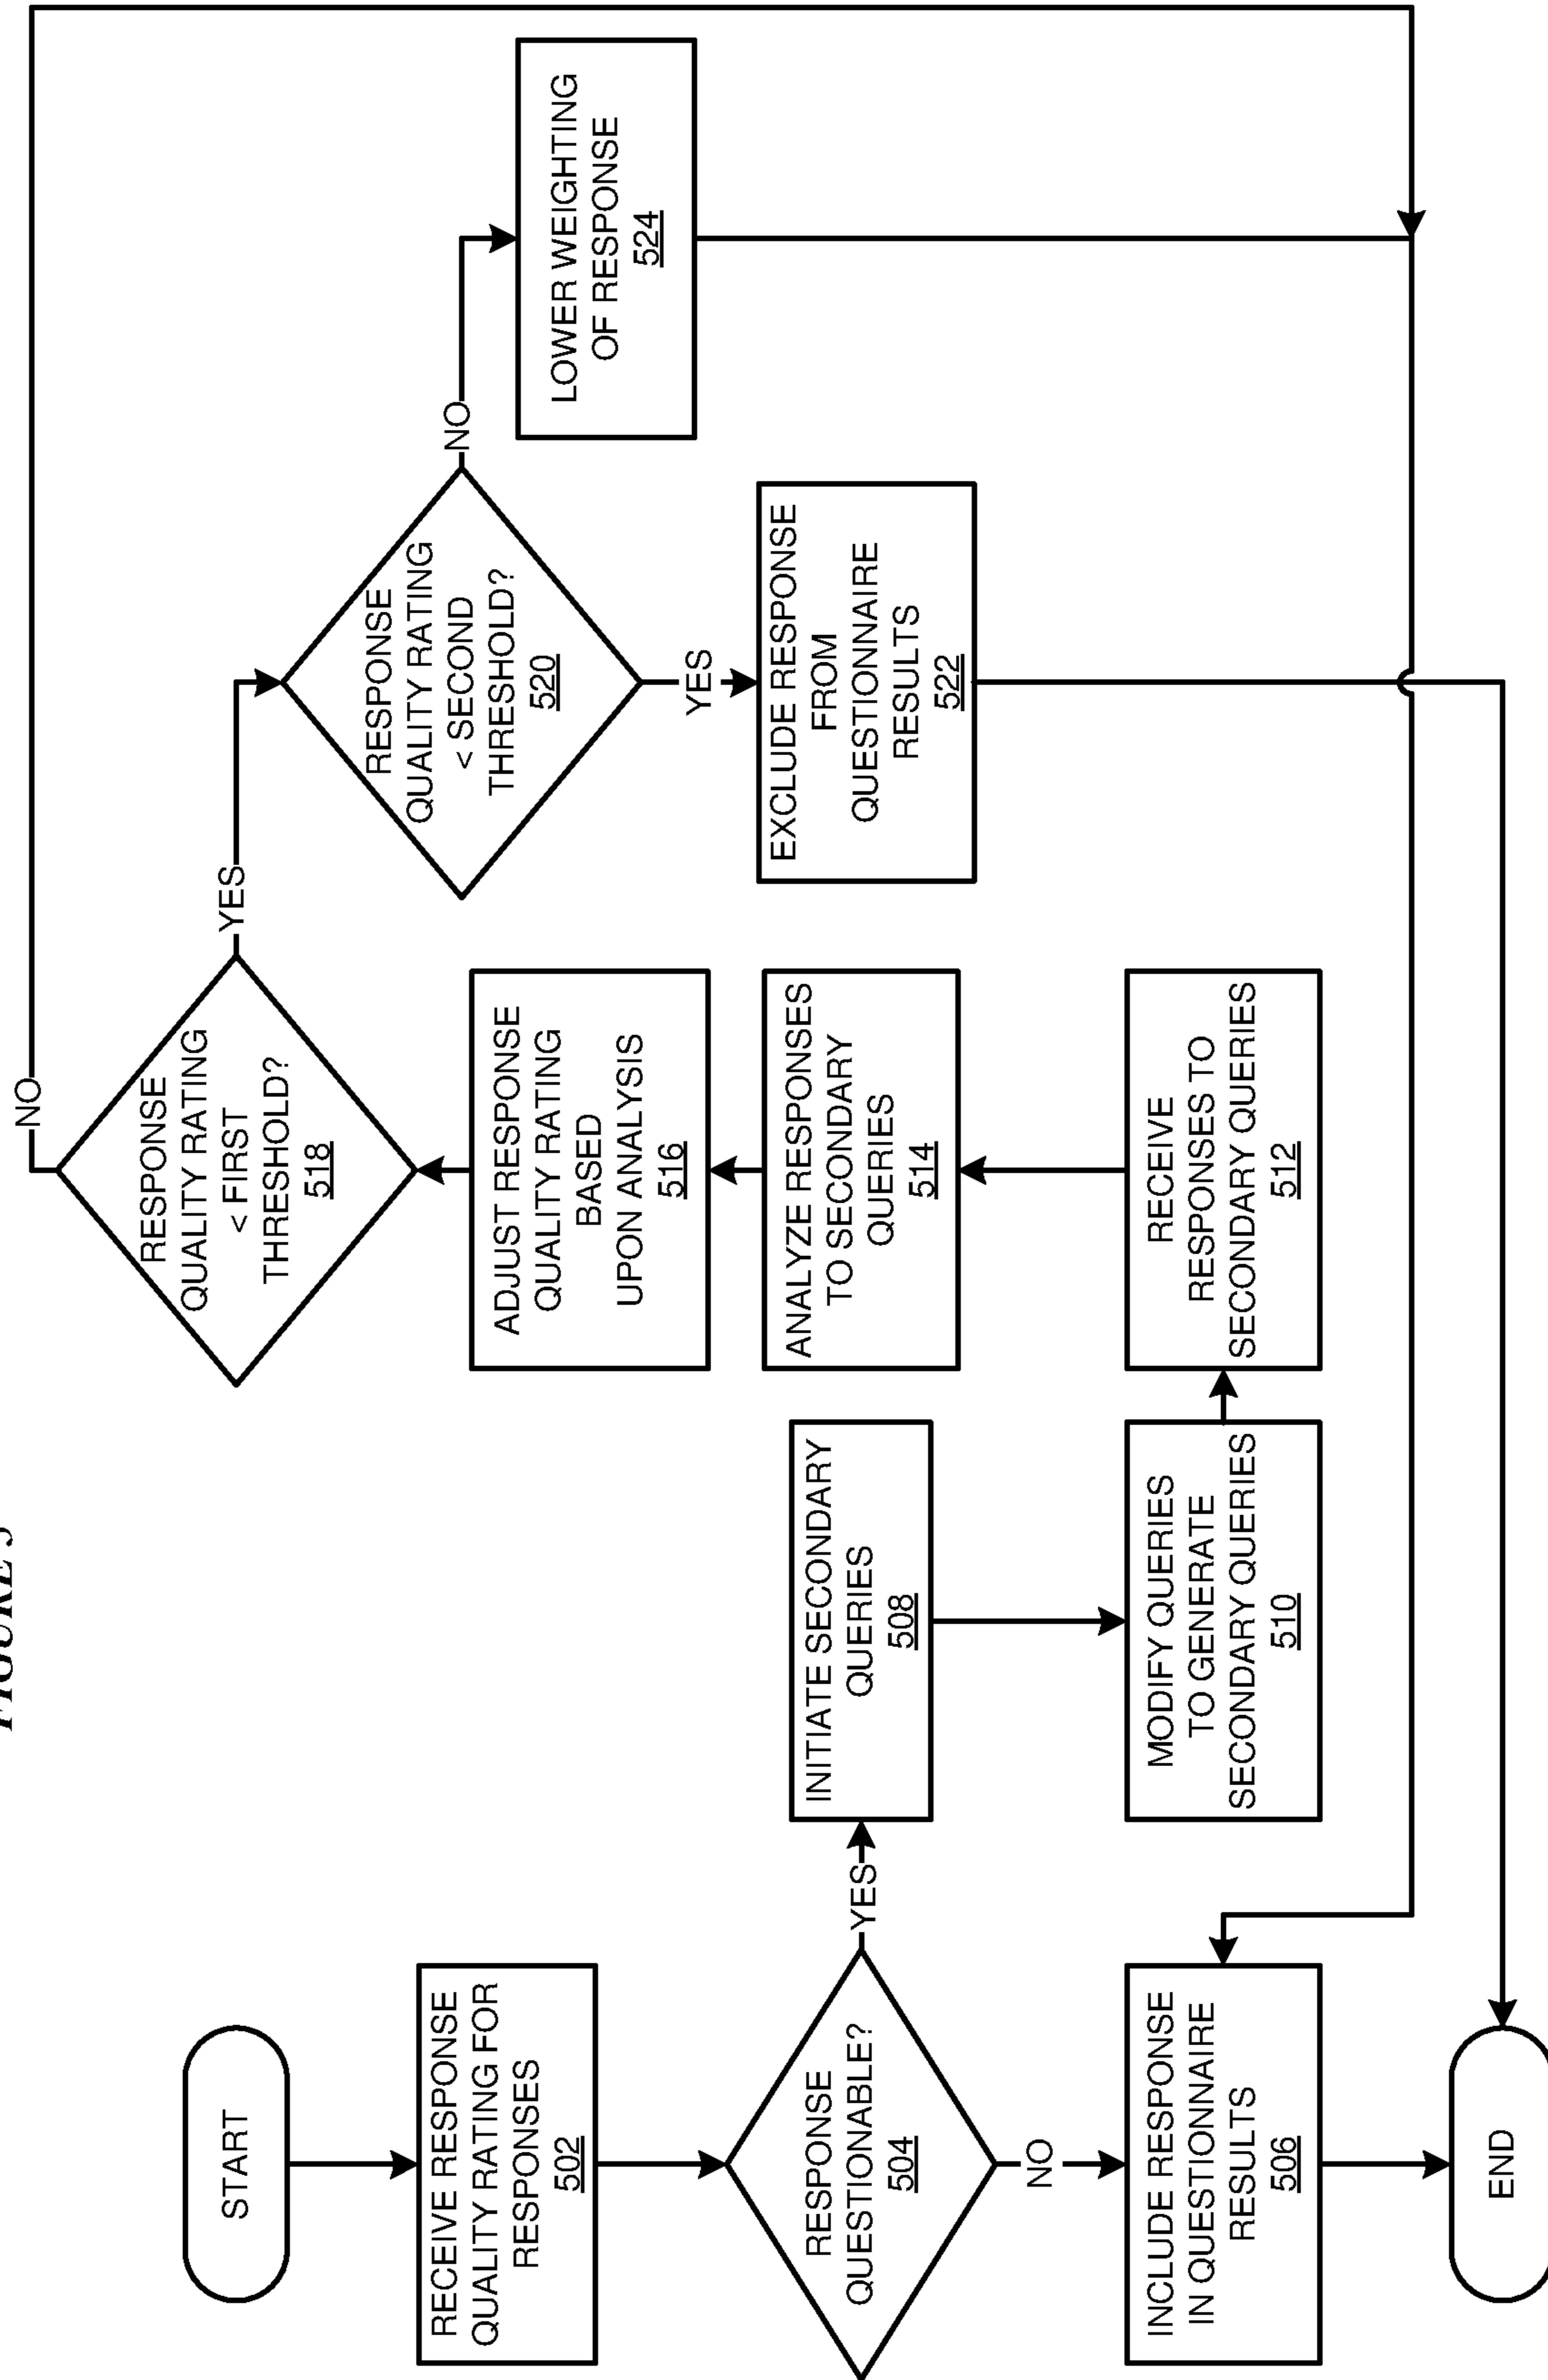 FIGURE 5
START
RECEIVE RESPONSE
QUALITY RATING FOR
RESPONSES
502
RESPONSE
QUESTIONABLE?
504
YES
NO
INCLUDE RESPONSE
IN QUESTIONNAIRE
RESULTS
506
END
INITIATE SECONDARY
QUERIES
508
MODIFY QUERIES
TO GENERATE
SECONDARY QUERIES
510
RECEIVE
RESPONSES TO
SECONDARY QUERIES
512
ANALYZE RESPONSES
TO SECONDARY
QUERIES
514
ADJUST RESPONSE
QUALITY RATING
BASED
UPON ANALYSIS
516
RESPONSE
QUALITY RATING
< FIRST
THRESHOLD?
518
NO
YES
RESPONSE
QUALITY RATING
< SECOND
THRESHOLD?
520
YES
NO
EXCLUDE RESPONSE
FROM
QUESTIONNAIRE
RESULTS
522
LOWER WEIGHTING
OF RESPONSE
524